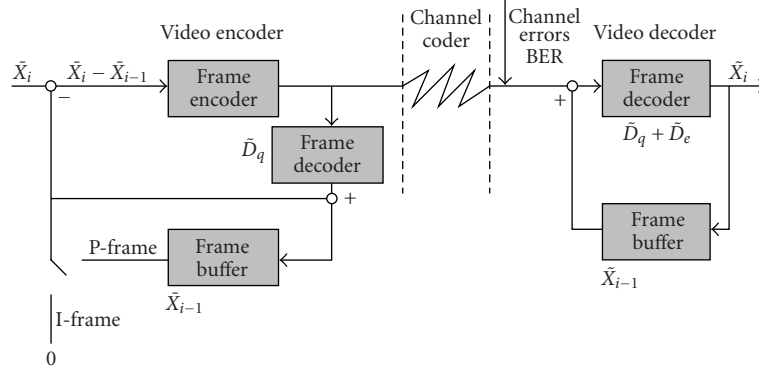 Video encoder
Channel
coder
Channel
errors
BER
Video decoder
X̄ᵢ
X̄ᵢ − X̄ᵢ₋₁
−
Frame
encoder
+
Frame
decoder
X̃ᵢ
D̃q + D̃e
D̃q
Frame
decoder
+
P-frame
Frame
buffer
X̄ᵢ₋₁
Frame
buffer
X̃ᵢ₋₁
I-frame
0